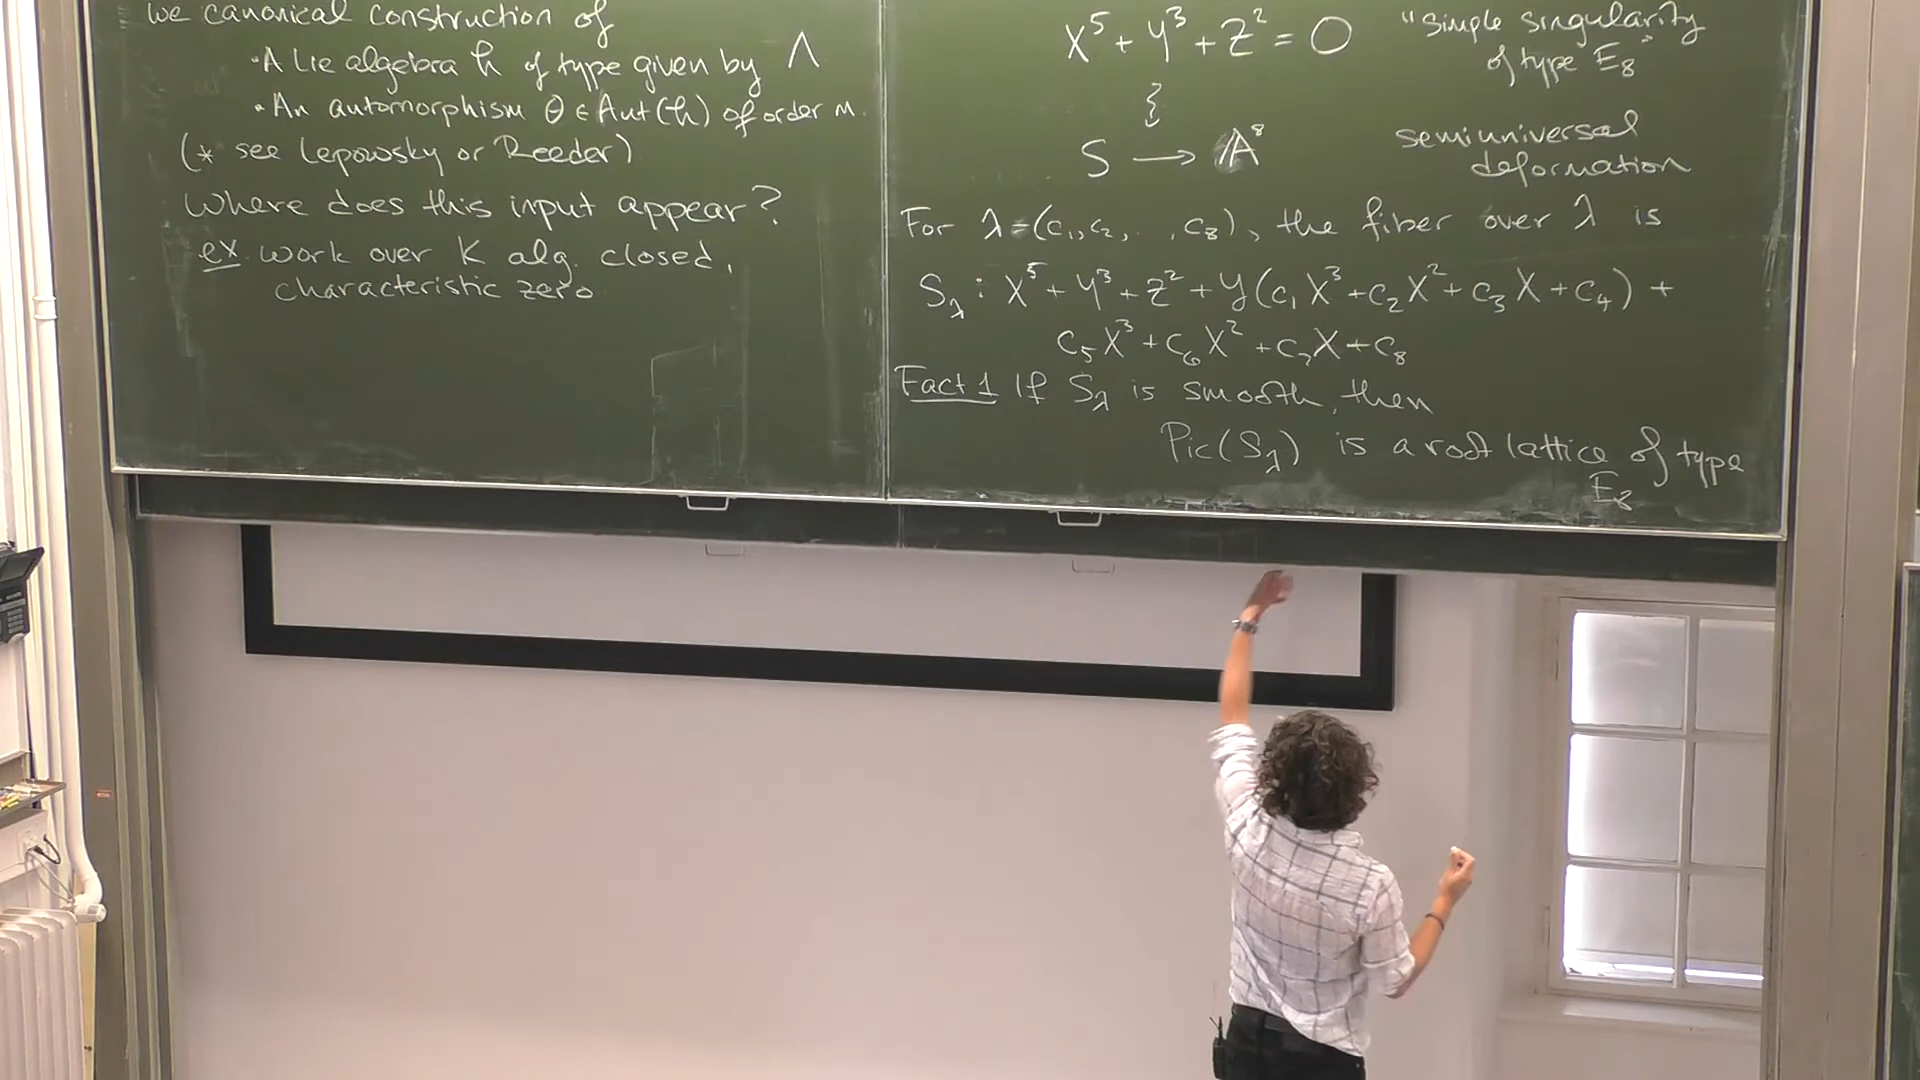 we canonical construction of
• A Lie algebra h of type given by Λ
• An automorphism θ ∈ Aut(h) of order m.
(* see Lepowsky or Reeder)
Where does this input appear?
ex. work over K alg. closed,
characteristic zero
X⁵ + Y³ + Z² = 0
"Simple singularity
of type E₈"
S → A⁸
semiuniversal
deformation
For λ = (c₁, c₂, . , c₈), the fiber over λ is
S_λ : X⁵ + Y³ + Z² + Y(c₁X³ + c₂X² + c₃X + c₄) +
c₅X³ + c₆X² + c₇X + c₈
Fact 1 If S_λ is smooth, then
Pic(S_λ) is a root lattice of type
E₈